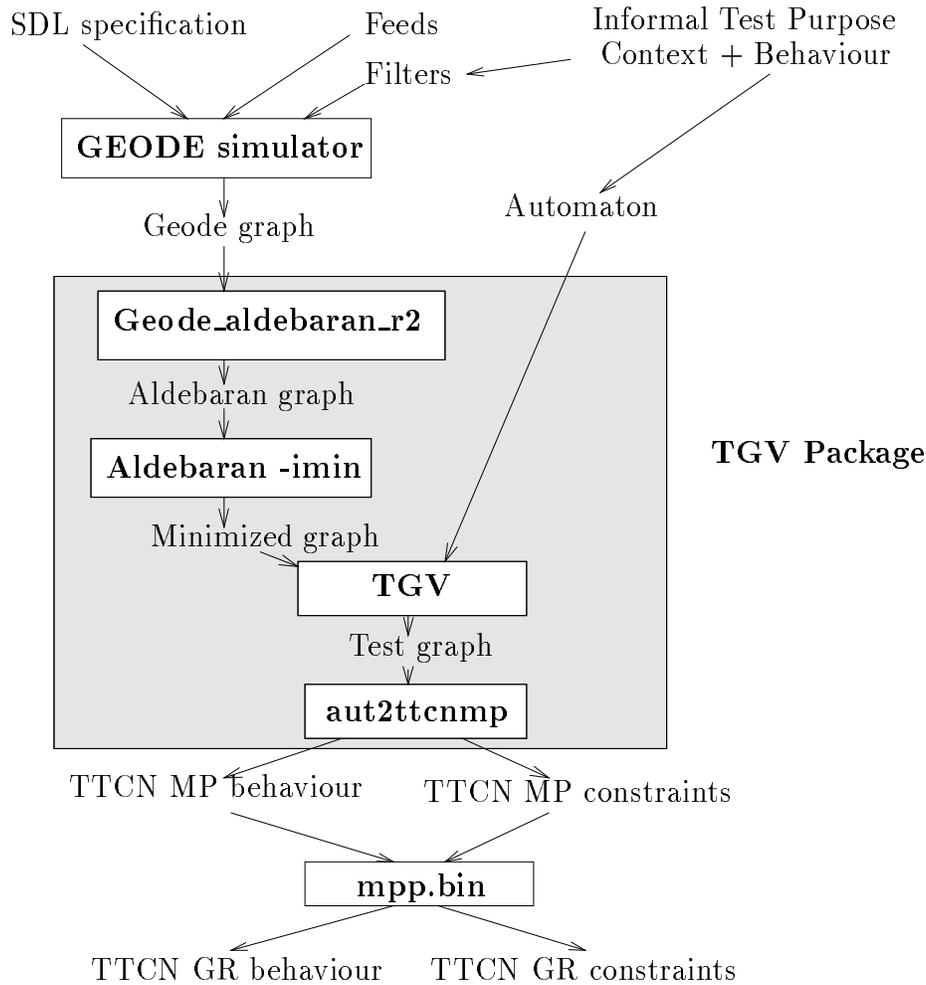 SDL specification
Feeds
Informal Test Purpose
Context + Behaviour
Filters
GEODE simulator
Geode graph
Automaton
Geode_aldebaran_r2
Aldebaran graph
Aldebaran -imin
TGV Package
Minimized graph
TGV
Test graph
aut2ttcnmp
TTCN MP behaviour
TTCN MP constraints
mpp.bin
TTCN GR behaviour
TTCN GR constraints